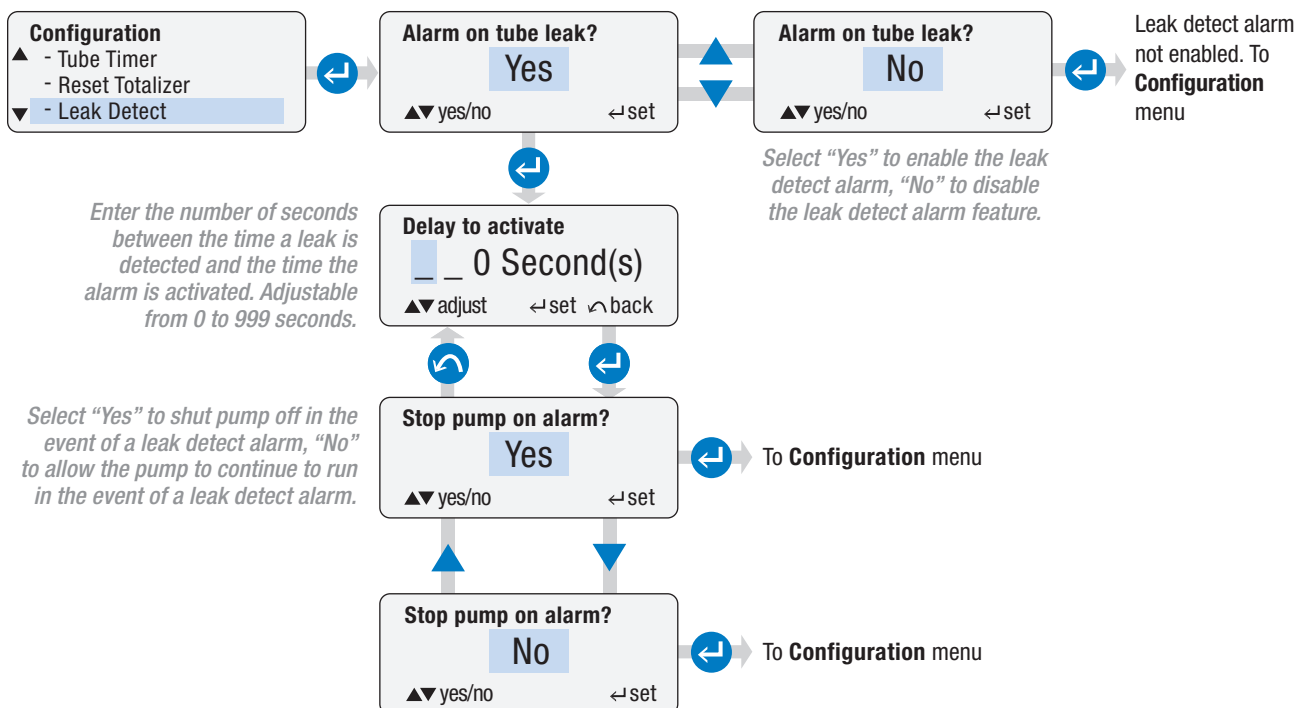 Configuration
- Tube Timer
- Reset Totalizer
- Leak Detect
Alarm on tube leak?
Yes
▲▼ yes/no ↵ set
Alarm on tube leak?
No
▲▼ yes/no ↵ set
Leak detect alarm
not enabled. To
Configuration
menu
Select “Yes” to enable the leak
detect alarm, “No” to disable
the leak detect alarm feature.
Enter the number of seconds
between the time a leak is
detected and the time the
alarm is activated. Adjustable
from 0 to 999 seconds.
Delay to activate
_ _ 0 Second(s)
▲▼ adjust ↵ set ↶ back
Select “Yes” to shut pump off in the
event of a leak detect alarm, “No”
to allow the pump to continue to run
in the event of a leak detect alarm.
Stop pump on alarm?
Yes
▲▼ yes/no ↵ set
To Configuration menu
Stop pump on alarm?
No
▲▼ yes/no ↵ set
To Configuration menu